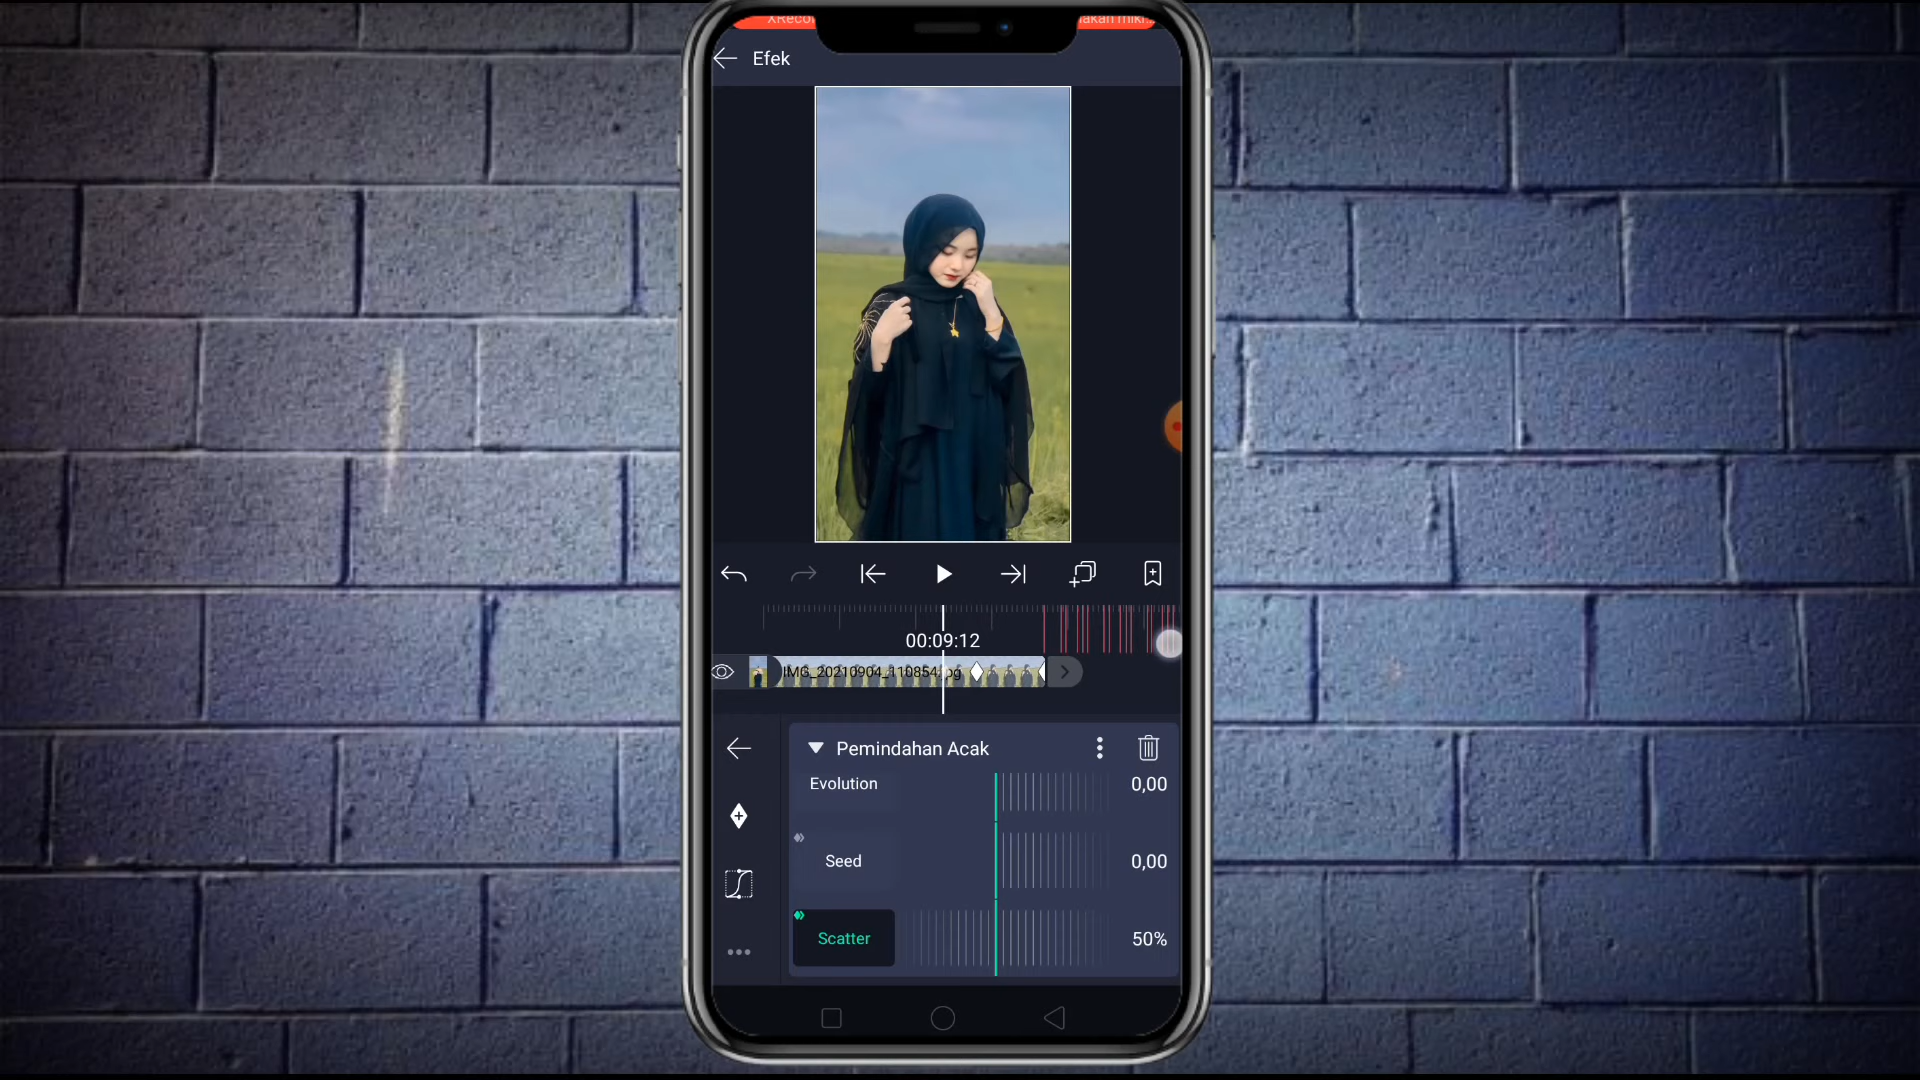 Efek
00:09:12
IMG_20210904_110854.jpg
Pemindahan Acak
Evolution 0,00
Seed 0,00
Scatter 50%